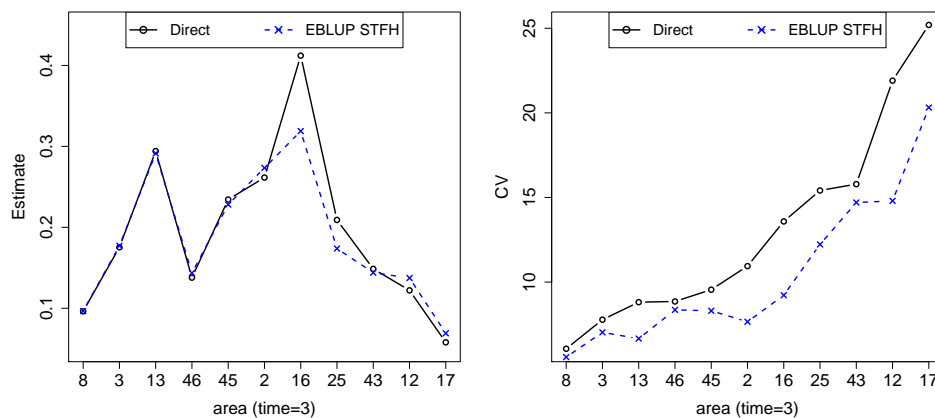 Direct EBLUP STFH
Estimate
0.4
0.3
0.2
0.1
8 3 13 46 45 2 16 25 43 12 17
area (time=3)
Direct EBLUP STFH
CV
25
20
15
10
8 3 13 46 45 2 16 25 43 12 17
area (time=3)